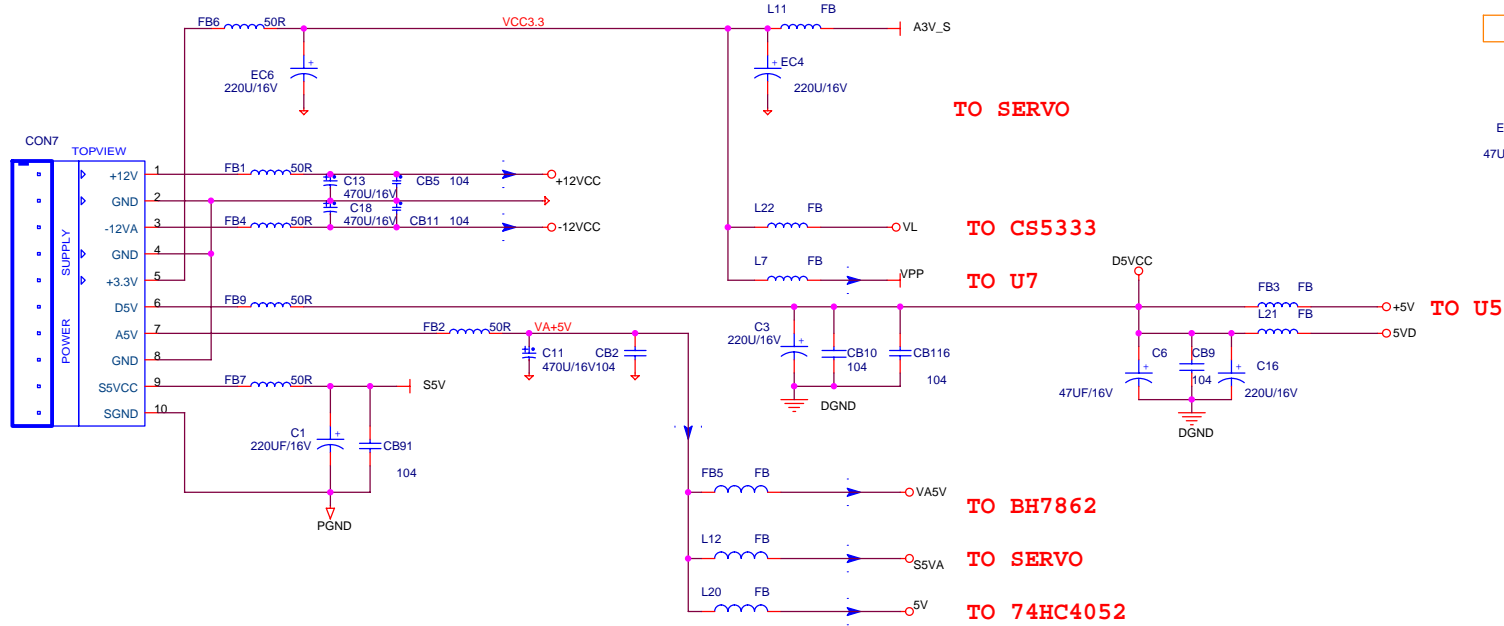 L11 FB
FB6 50R VCC3.3
A3V_S
EC6
220U/16V
EC4
220U/16V
TO SERVO
E
47U
CON7
TOPVIEW
SUPPLY
POWER
+12V 1
GND 2
-12VA 3
GND 4
+3.3V 5
D5V 6
A5V 7
GND 8
S5VCC 9
SGND 10
FB1 50R
C13
470U/16V
CB5 104
+12VCC
C18
470U/16V
CB11 104
FB4 50R
-12VCC
L22 FB
VL
TO CS5333
L7 FB
VPP
TO U7
D5VCC
FB9 50R
FB3 FB
+5V
TO U5
L21 FB
5VD
FB2 50R VA+5V
C11
470U/16V
CB2
104
C3
220U/16V
CB10
104
CB116
104
DGND
C6
47UF/16V
CB9
104
C16
220U/16V
DGND
FB7 50R
S5V
C1
220UF/16V
CB91
104
PGND
FB5 FB
VA5V
TO BH7862
L12 FB
S5VA
TO SERVO
L20 FB
5V
TO 74HC4052